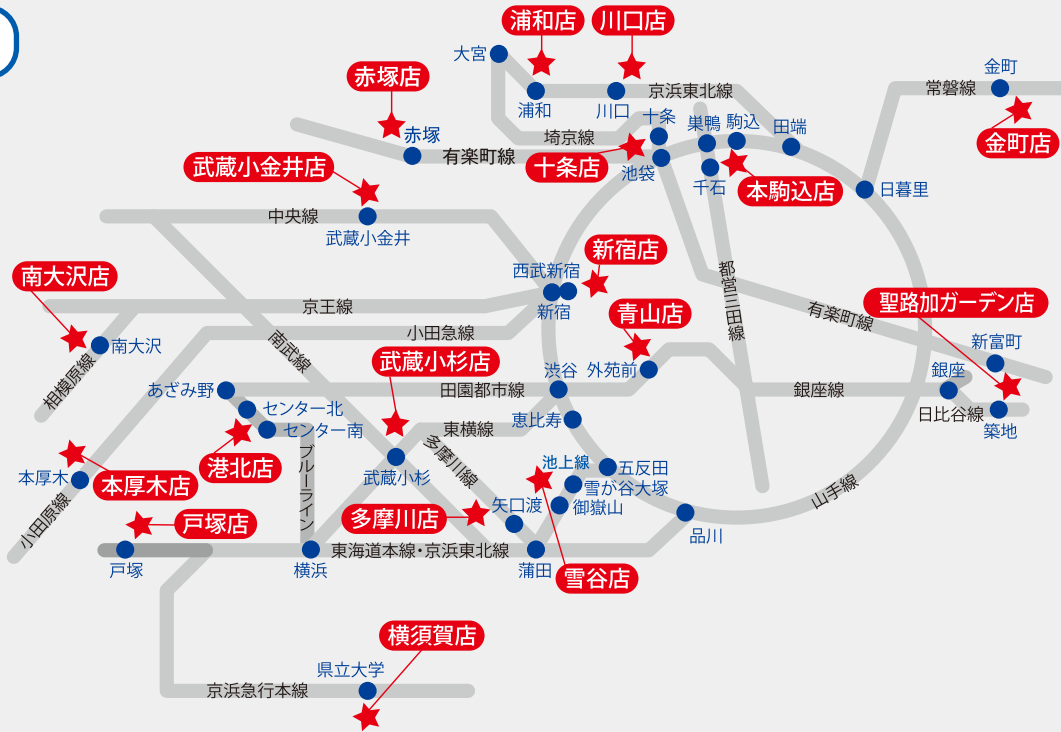 浦和店
川口店
大宮
赤塚店
浦和
川口
京浜東北線
金町
常磐線
十条
巣鴨
駒込
田端
赤塚
埼京線
有楽町線
金町店
武蔵小金井店
十条店
池袋
千石
本駒込店
日暮里
中央線
武蔵小金井
新宿店
西武新宿
新宿
南大沢店
都営三田線
京王線
青山店
聖路加ガーデン店
有楽町線
小田急線
南大沢
南武線
新富町
武蔵小杉店
渋谷
外苑前
銀座
相模原線
あざみ野
田園都市線
銀座線
センター北
恵比寿
日比谷線
築地
センター南
東横線
港北店
ブルーライン
多摩川線
池上線
五反田
本厚木
本厚木店
武蔵小杉
雪が谷大塚
山手線
小田原線
矢口渡
御嶽山
戸塚店
多摩川店
品川
戸塚
横浜
東海道本線・京浜東北線
蒲田
雪谷店
横須賀店
県立大学
京浜急行本線